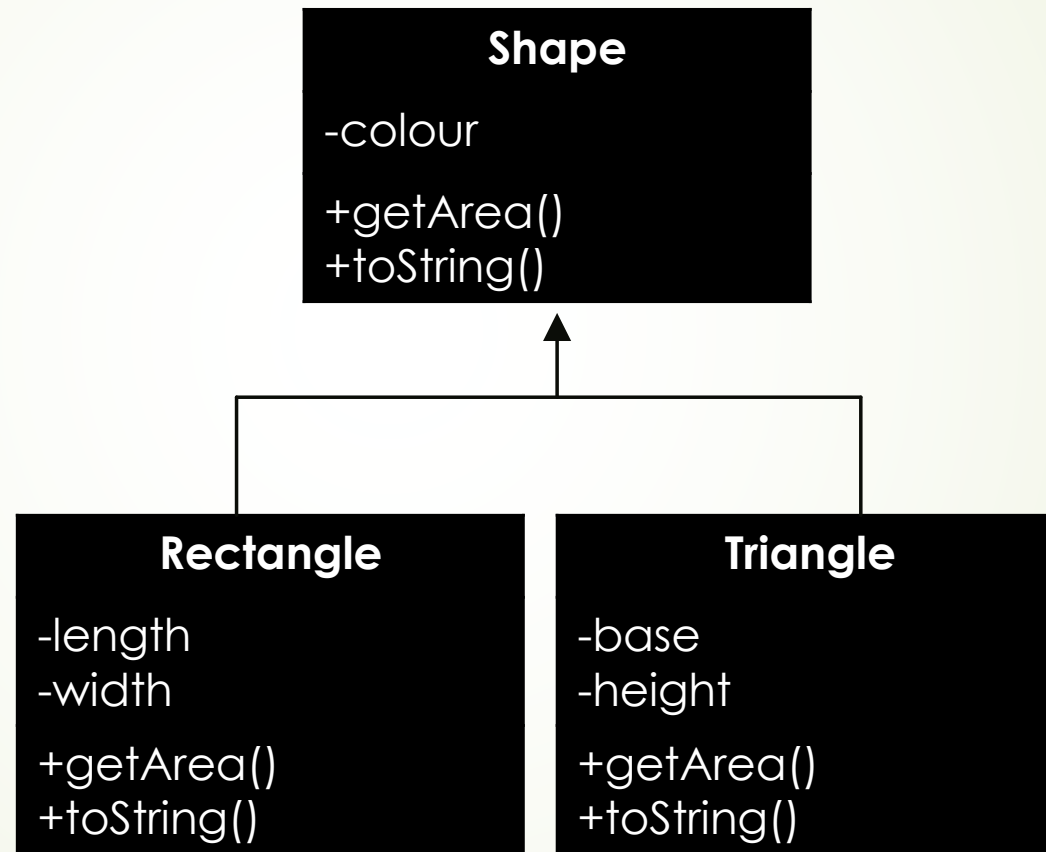 Shape
-colour
+getArea()
+toString()
Rectangle
-length
-width
+getArea()
+toString()
Triangle
-base
-height
+getArea()
+toString()